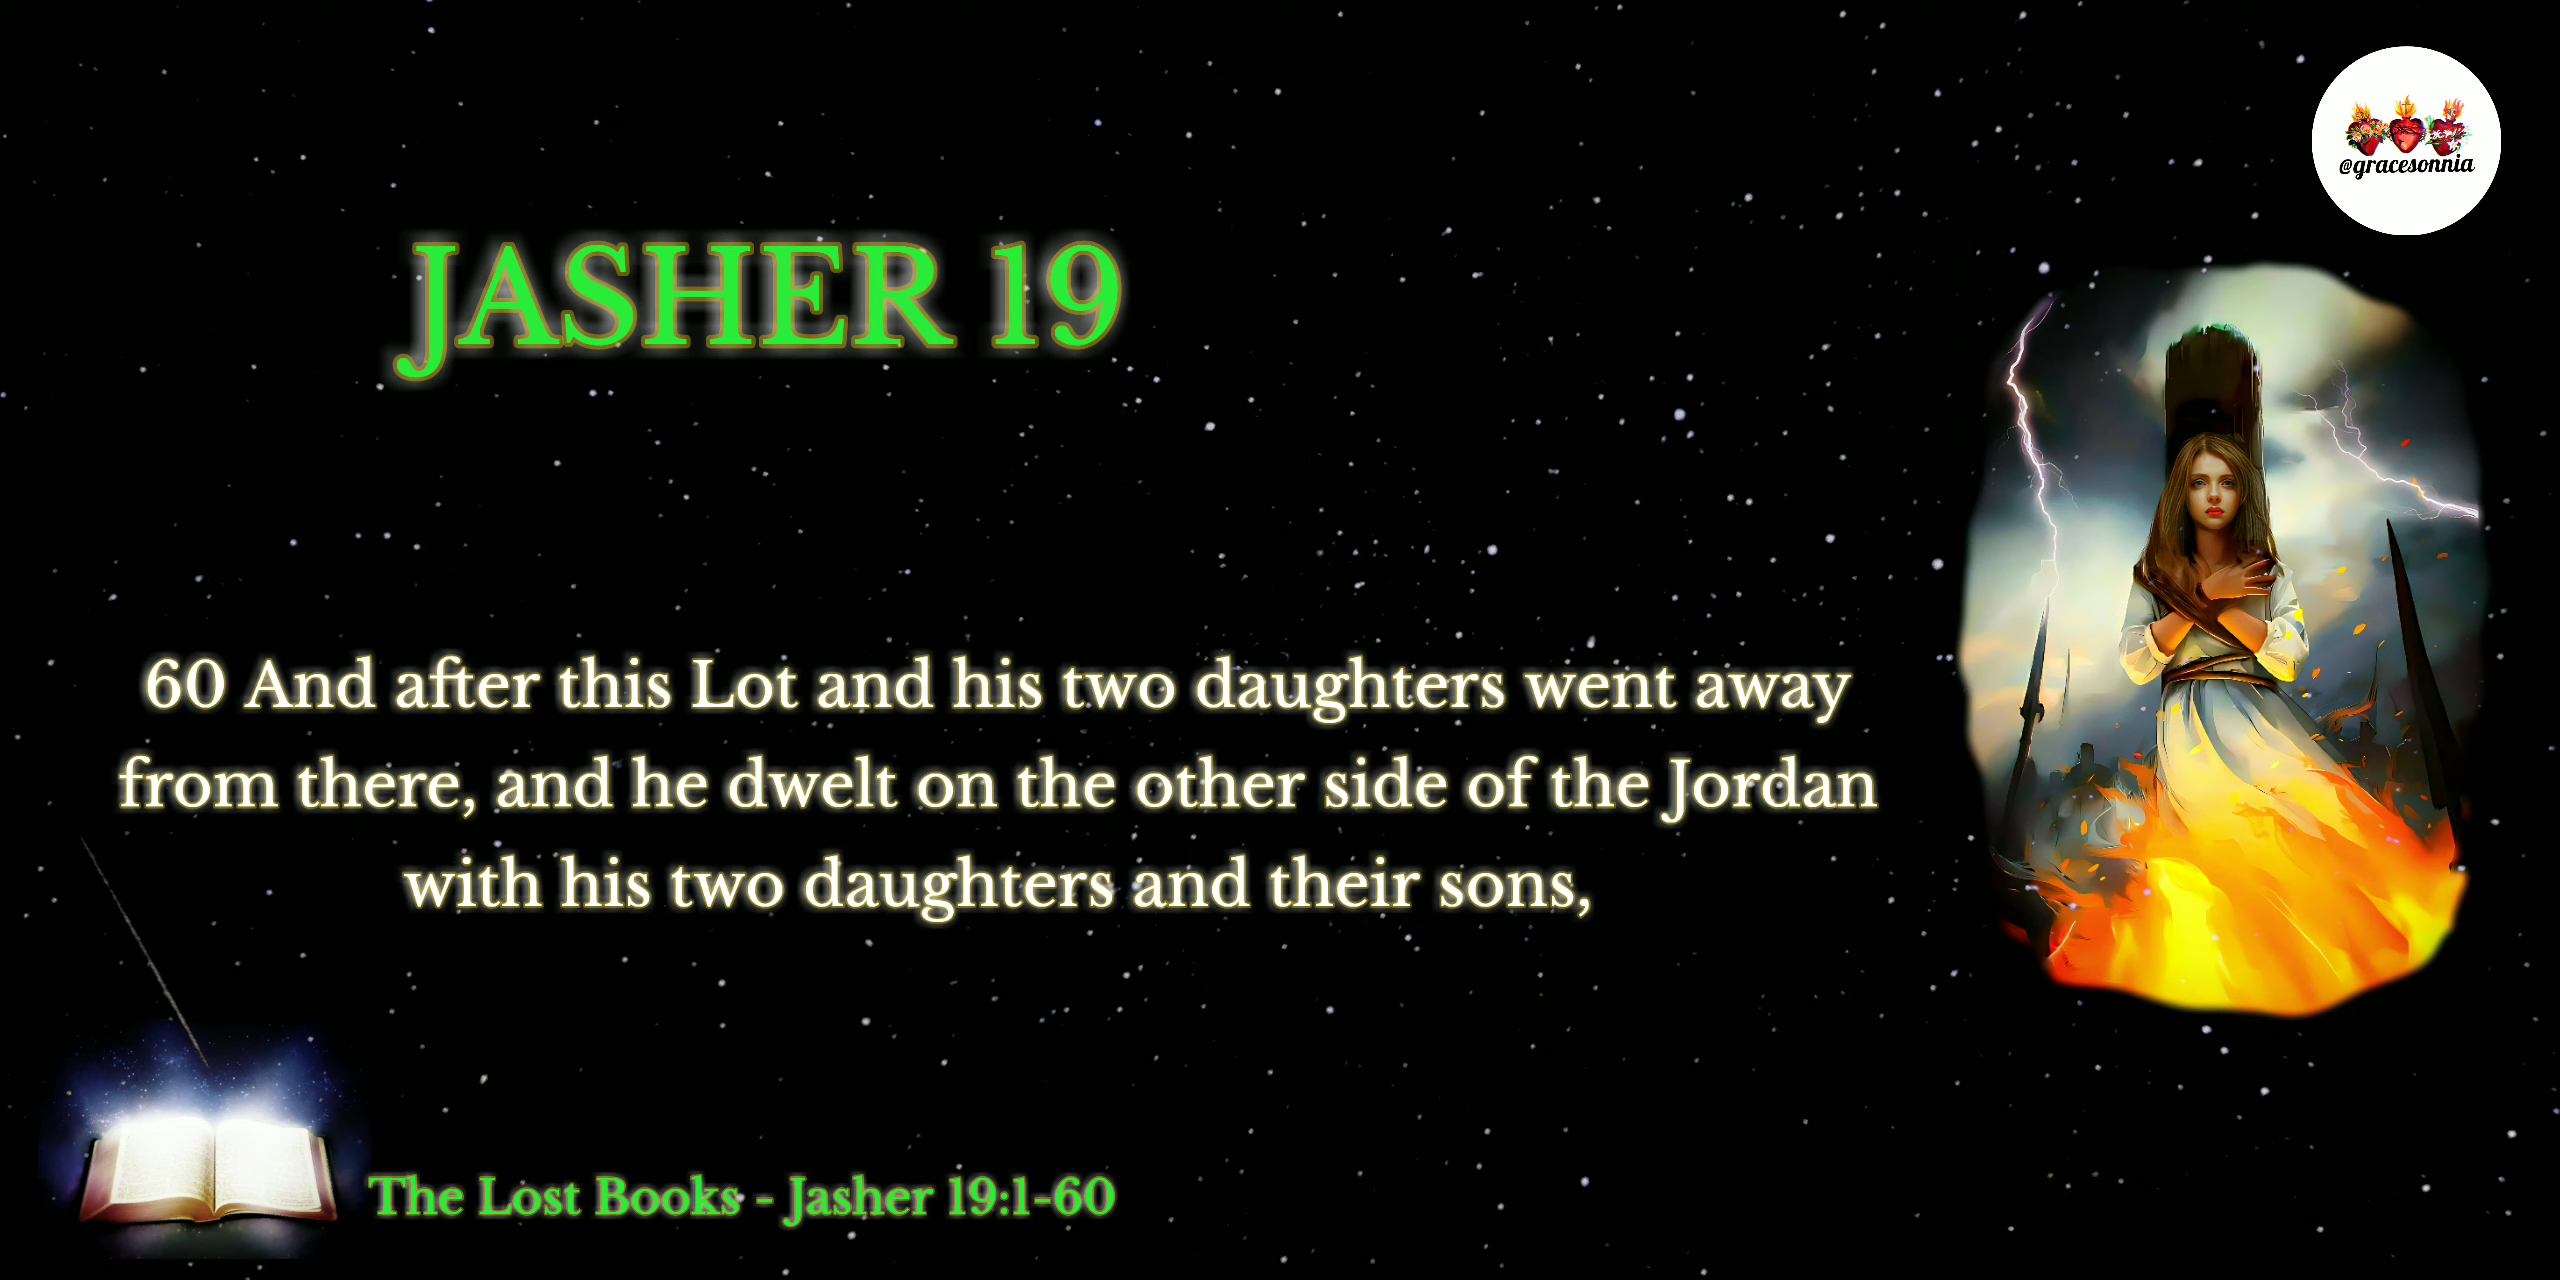 @gracesonnia
JASHER 19
60 And after this Lot and his two daughters went away
from there, and he dwelt on the other side of the Jordan
with his two daughters and their sons,
The Lost Books - Jasher 19:1-60